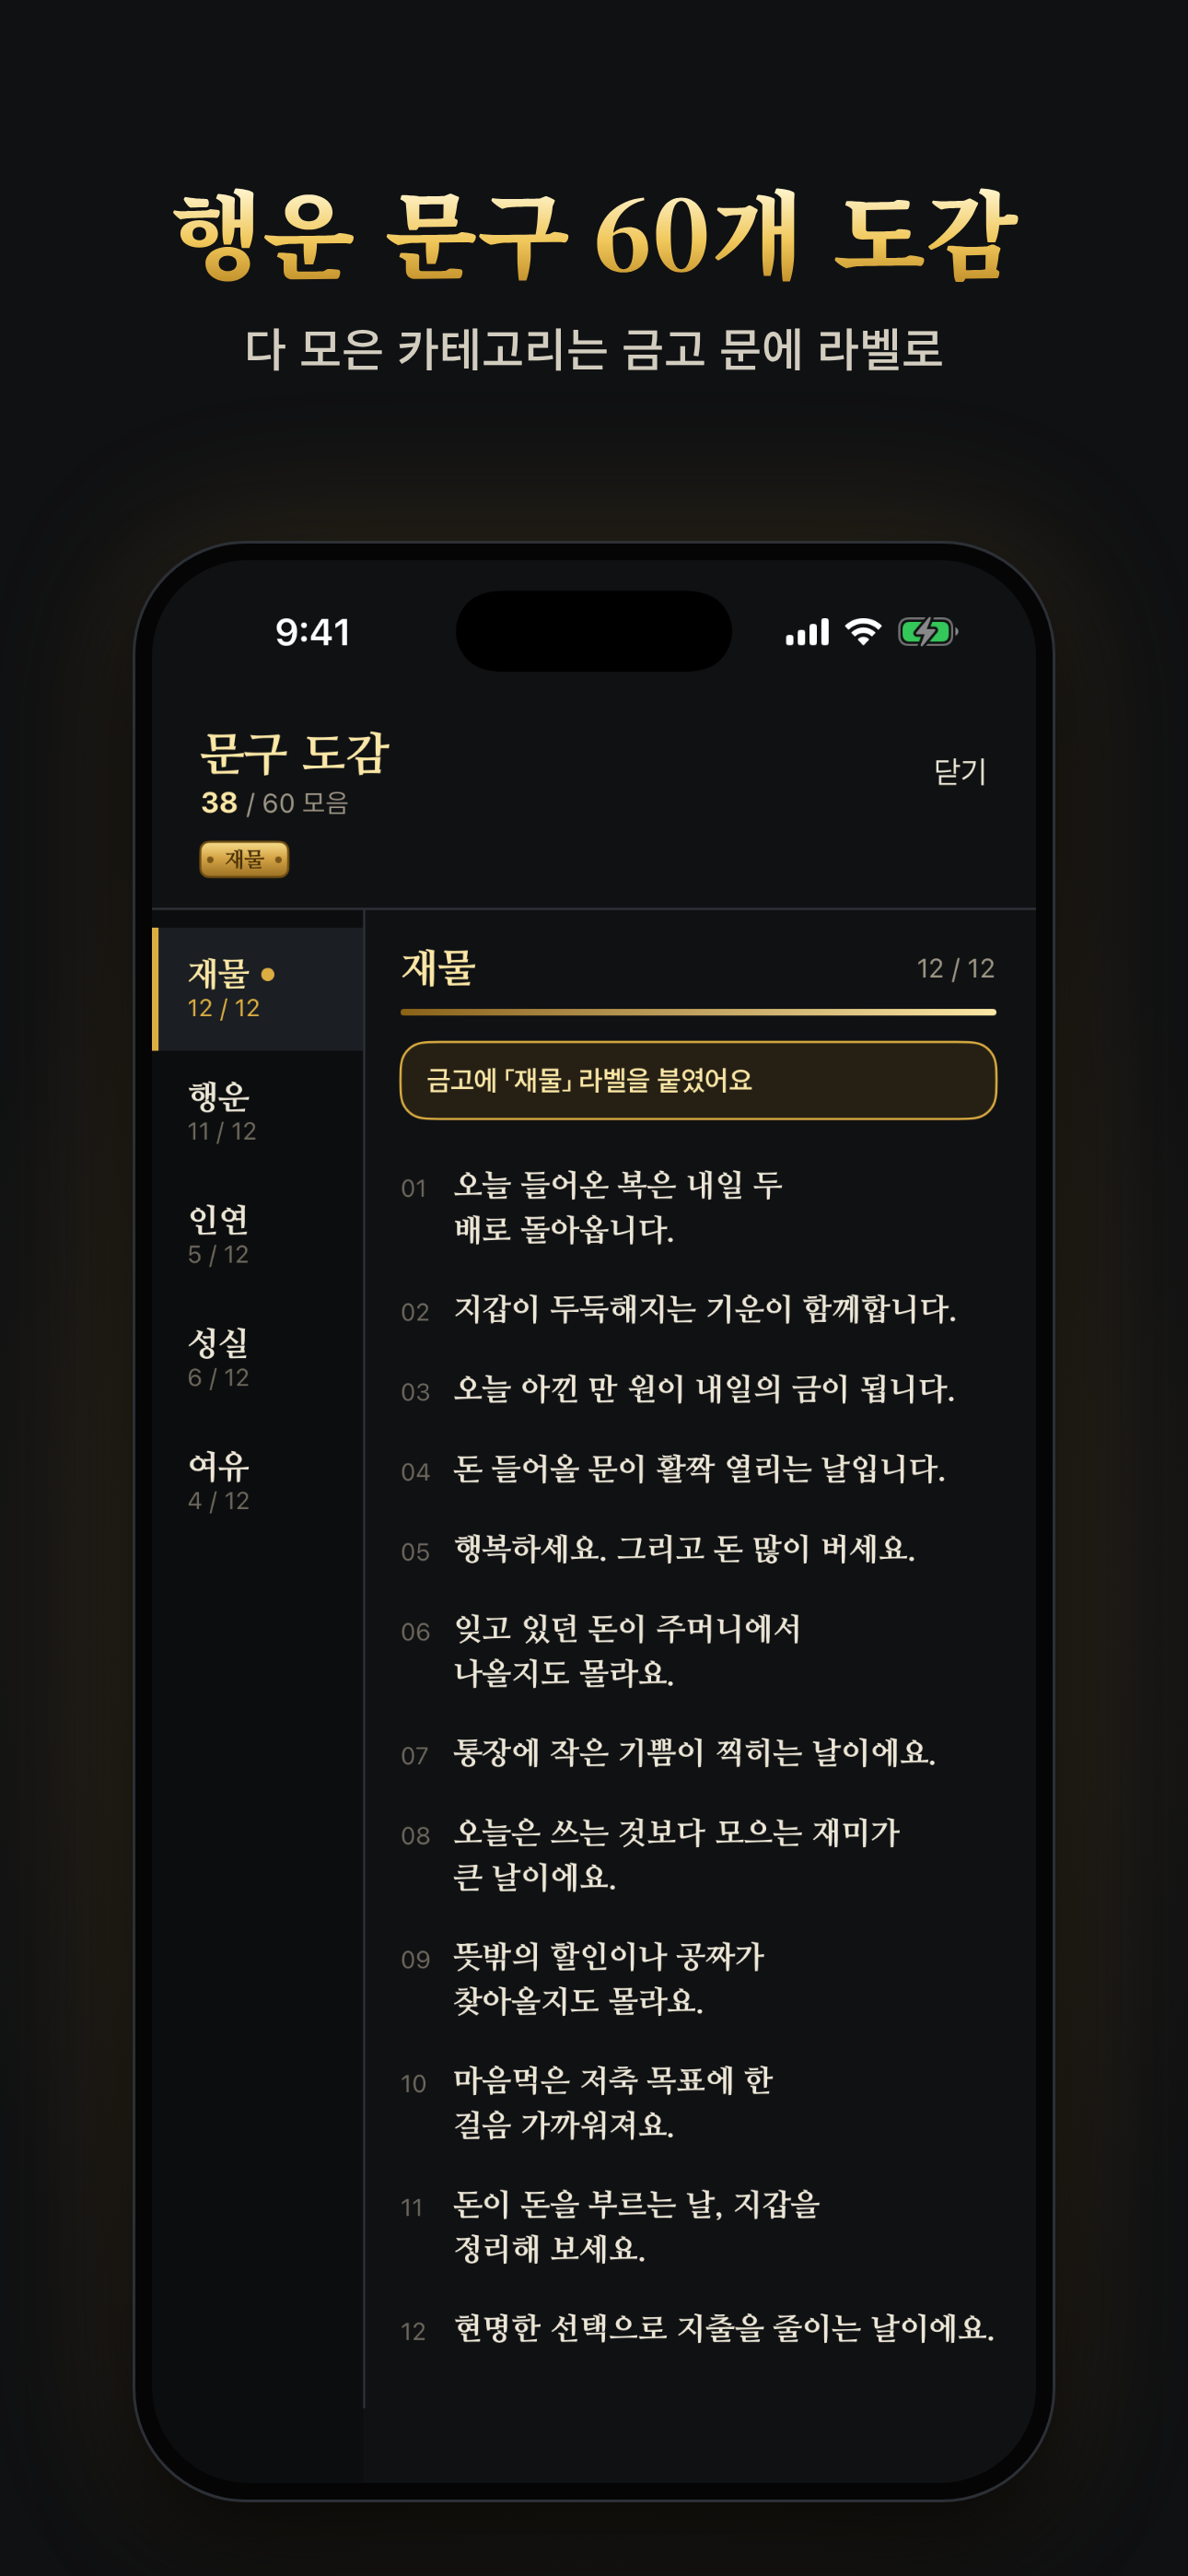 행운 문구 60개 도감
다 모은 카테고리는 금고 문에 라벨로
9:41
문구 도감
38 / 60 모음
닫기
재물
재물
12 / 12
행운
11 / 12
인연
5 / 12
성실
6 / 12
여유
4 / 12
재물
12 / 12
금고에 「재물」 라벨을 붙였어요
01 오늘 들어온 복은 내일 두
배로 돌아옵니다.
02 지갑이 두둑해지는 기운이 함께합니다.
03 오늘 아낀 만 원이 내일의 금이 됩니다.
04 돈 들어올 문이 활짝 열리는 날입니다.
05 행복하세요. 그리고 돈 많이 버세요.
06 잊고 있던 돈이 주머니에서
나올지도 몰라요.
07 통장에 작은 기쁨이 찍히는 날이에요.
08 오늘은 쓰는 것보다 모으는 재미가
큰 날이에요.
09 뜻밖의 할인이나 공짜가
찾아올지도 몰라요.
10 마음먹은 저축 목표에 한
걸음 가까워져요.
11 돈이 돈을 부르는 날, 지갑을
정리해 보세요.
12 현명한 선택으로 지출을 줄이는 날이에요.